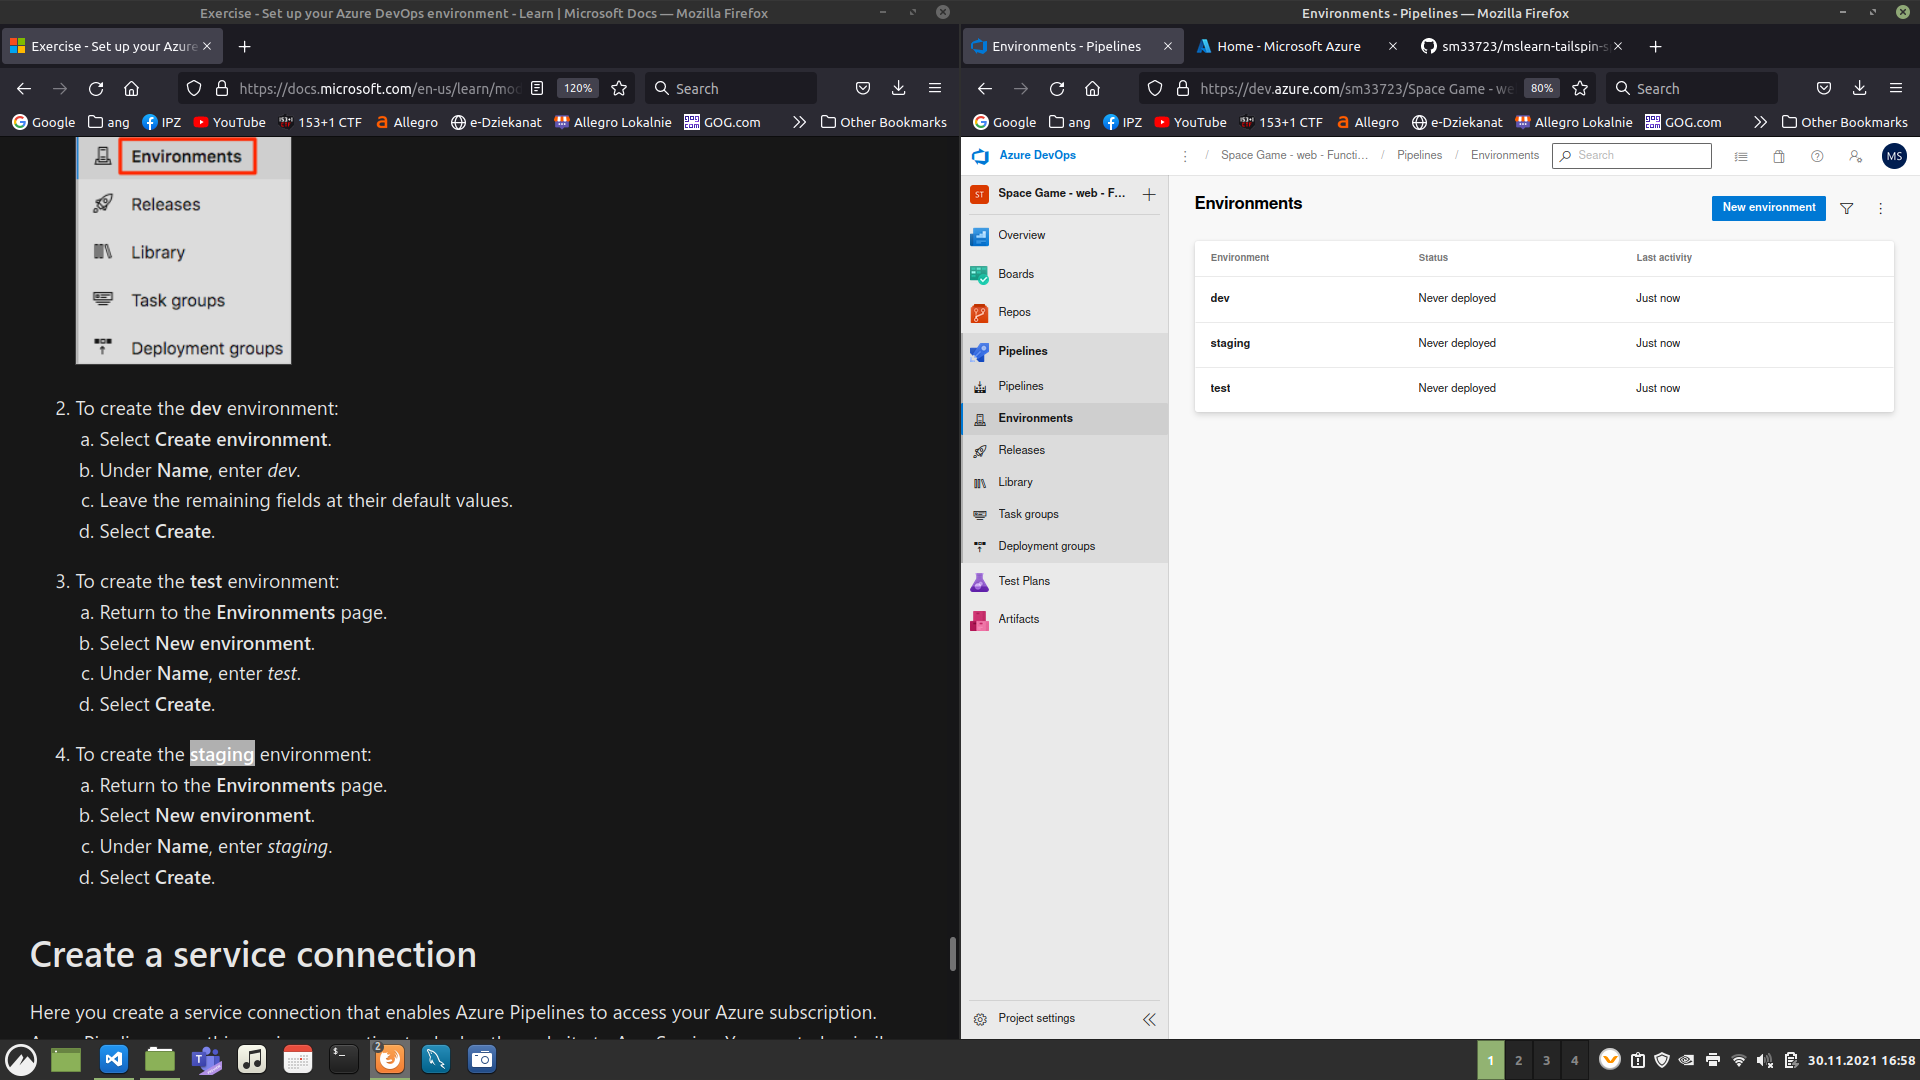 Exercise - Set up your Azure DevOps environment - Learn | Microsoft Docs — Mozilla Firefox
Exercise - Set up your Azure
https://docs.microsoft.com/en-us/learn/mod
120%
Search
Google
ang
IPZ
YouTube
153+1 CTF
Allegro
e-Dziekanat
Allegro Lokalnie
GOG.com
Other Bookmarks
Environments
Releases
Library
Task groups
Deployment groups
2. To create the dev environment:
a. Select Create environment.
b. Under Name, enter dev.
c. Leave the remaining fields at their default values.
d. Select Create.
3. To create the test environment:
a. Return to the Environments page.
b. Select New environment.
c. Under Name, enter test.
d. Select Create.
4. To create the staging environment:
a. Return to the Environments page.
b. Select New environment.
c. Under Name, enter staging.
d. Select Create.
Create a service connection
Here you create a service connection that enables Azure Pipelines to access your Azure subscription.
Environments - Pipelines — Mozilla Firefox
Environments - Pipelines
Home - Microsoft Azure
sm33723/mslearn-tailspin-s
https://dev.azure.com/sm33723/Space Game - we
80%
Search
Google
ang
IPZ
YouTube
153+1 CTF
Allegro
e-Dziekanat
Allegro Lokalnie
GOG.com
Other Bookmarks
Azure DevOps
/ Space Game - web - Functi... / Pipelines / Environments
Search
MS
ST
Space Game - web - F...
Overview
Boards
Repos
Pipelines
Pipelines
Environments
Releases
Library
Task groups
Deployment groups
Test Plans
Artifacts
Project settings
Environments
New environment
Environment Status Last activity
dev Never deployed Just now
staging Never deployed Just now
test Never deployed Just now
2
1 2 3 4
30.11.2021 16:58